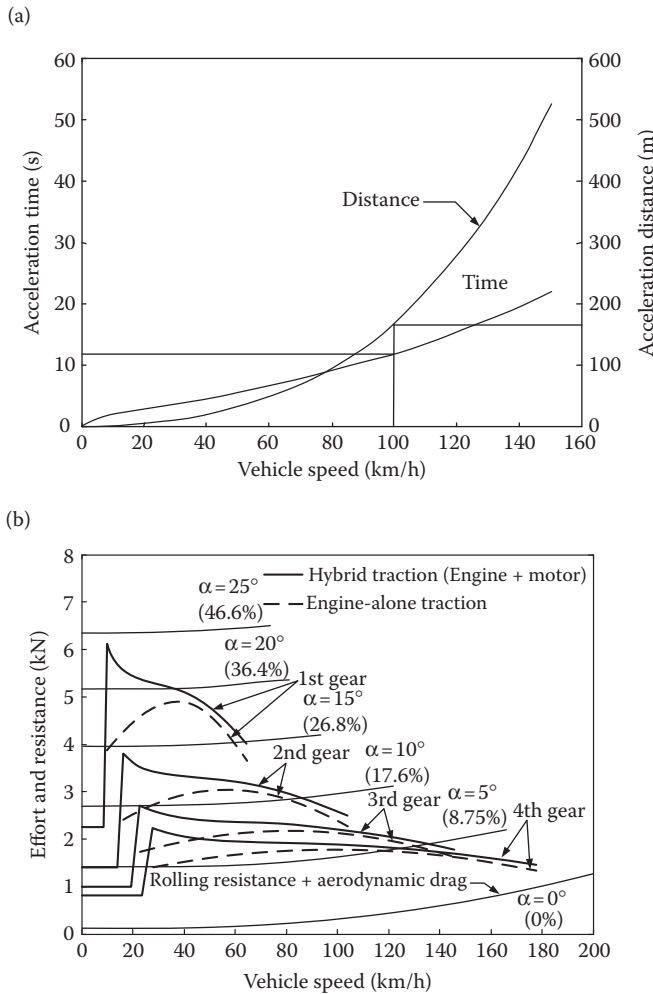 (a)
60
50
40
30
20
10
0
Acceleration time (s)
600
500
400
300
200
100
0
Acceleration distance (m)
Distance
Time
0 20 40 60 80 100 120 140 160
Vehicle speed (km/h)
(b)
8
7
6
5
4
3
2
1
0
Effort and resistance (kN)
Hybrid traction (Engine + motor)
Engine-alone traction
α = 25°
(46.6%)
α = 20°
(36.4%)
1st gear
α = 15°
(26.8%)
2nd gear
α = 10°
(17.6%)
3rd gear
α = 5°
(8.75%)
4th gear
Rolling resistance + aerodynamic drag
α = 0°
(0%)
0 20 40 60 80 100 120 140 160 180 200
Vehicle speed (km/h)